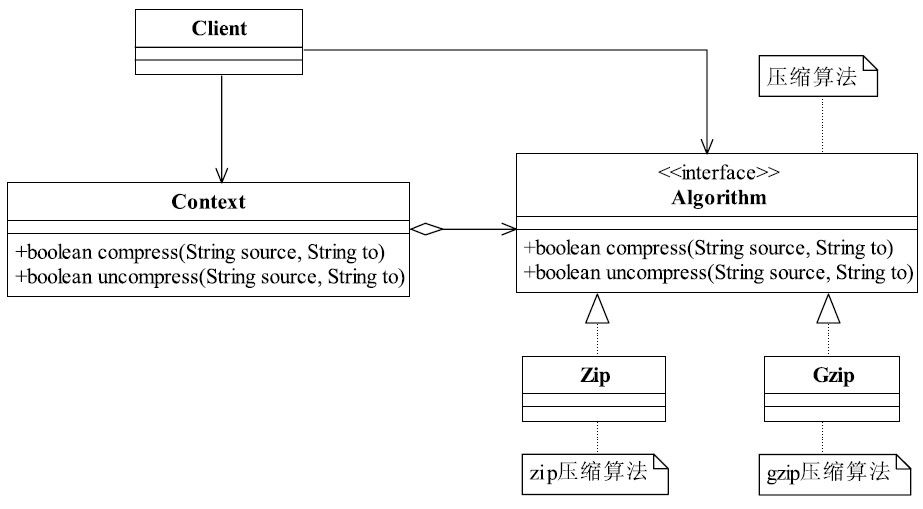 Client
压缩算法
<<interface>>
Algorithm
+boolean compress(String source, String to)
+boolean uncompress(String source, String to)
Context
+boolean compress(String source, String to)
+boolean uncompress(String source, String to)
Zip
Gzip
zip压缩算法
gzip压缩算法